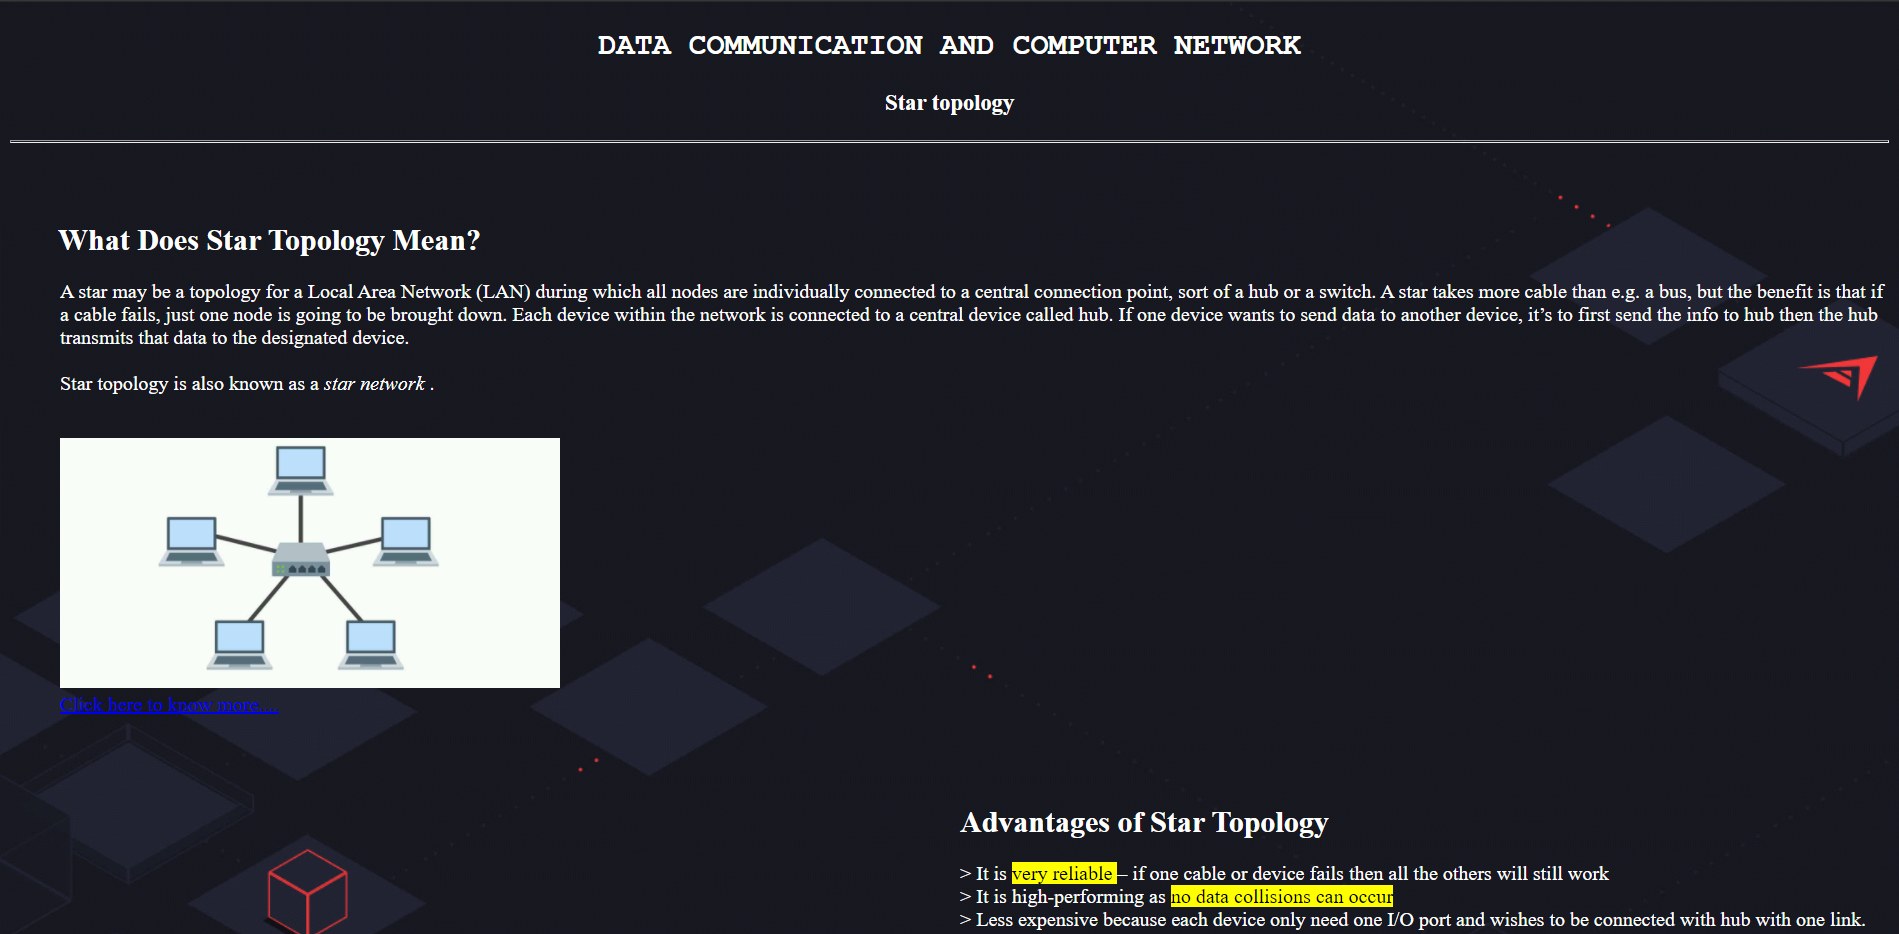 DATA COMMUNICATION AND COMPUTER NETWORK
Star topology
What Does Star Topology Mean?
A star may be a topology for a Local Area Network (LAN) during which all nodes are individually connected to a central connection point, sort of a hub or a switch. A star takes more cable than e.g. a bus, but the benefit is that if
a cable fails, just one node is going to be brought down. Each device within the network is connected to a central device called hub. If one device wants to send data to another device, it’s to first send the info to hub then the hub
transmits that data to the designated device.
Star topology is also known as a star network .
Click here to know more....
Advantages of Star Topology
> It is very reliable – if one cable or device fails then all the others will still work
> It is high-performing as no data collisions can occur
> Less expensive because each device only need one I/O port and wishes to be connected with hub with one link.